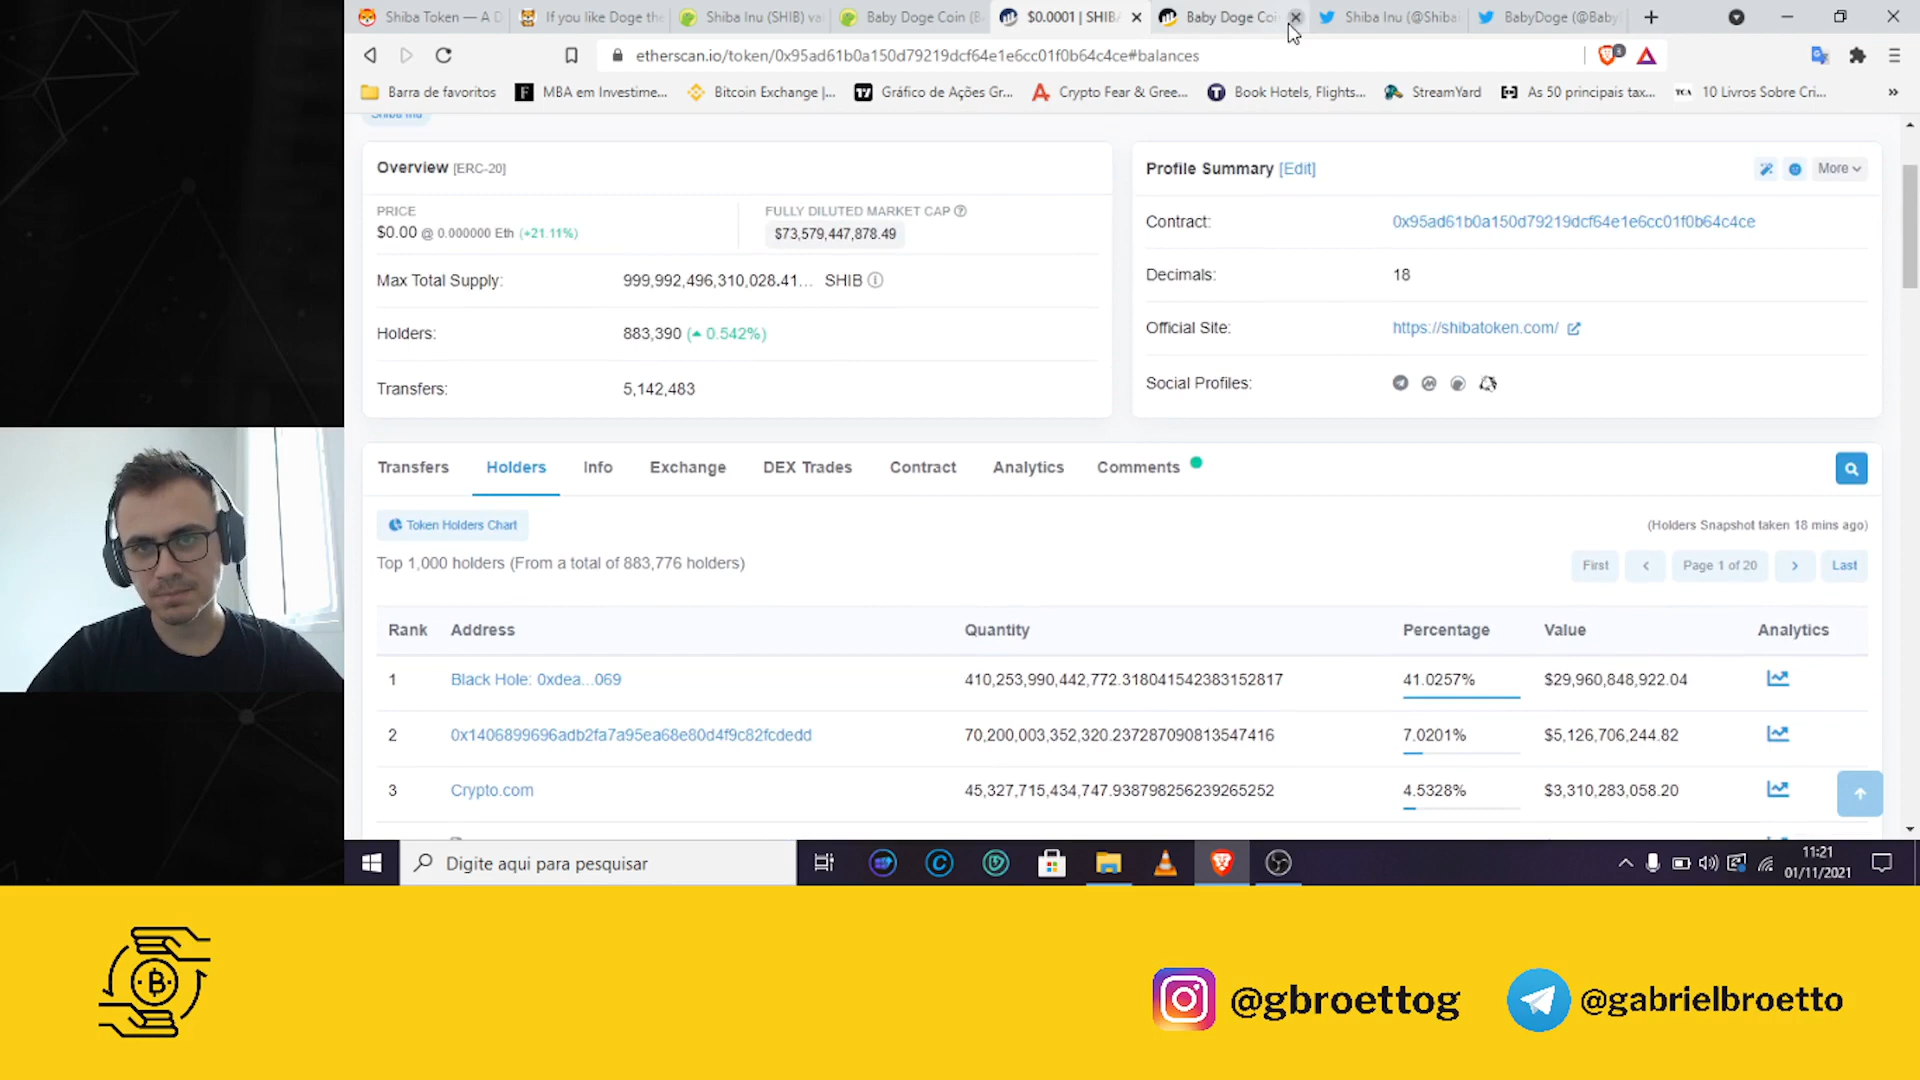 Shiba Token — A D
If you like Doge the
Shiba Inu (SHIB) va
Baby Doge Coin (B
$0.0001 | SHIB
Baby Doge Coi
Shiba Inu (@Shiba
BabyDoge (@Baby
etherscan.io/token/0x95ad61b0a150d79219dcf64e1e6cc01f0b64c4ce#balances
3
Barra de favoritos
MBA em Investime...
Bitcoin Exchange |...
Gráfico de Ações Gr...
Crypto Fear & Gree...
Book Hotels, Flights...
StreamYard
As 50 principais tax...
TCA 10 Livros Sobre Cri...
»
Shiba Inu
Overview [ERC-20]
PRICE
$0.00 @ 0.000000 Eth (+21.11%)
FULLY DILUTED MARKET CAP
$73,579,447,878.49
Max Total Supply: 999,992,496,310,028.41... SHIB
Holders: 883,390 (0.542%)
Transfers: 5,142,483
Profile Summary [Edit]
More
Contract: 0x95ad61b0a150d79219dcf64e1e6cc01f0b64c4ce
Decimals: 18
Official Site: https://shibatoken.com/
Social Profiles:
Transfers Holders Info Exchange DEX Trades Contract Analytics Comments
Token Holders Chart
(Holders Snapshot taken 18 mins ago)
Top 1,000 holders (From a total of 883,776 holders)
First Page 1 of 20 Last
Rank Address Quantity Percentage Value Analytics
1 Black Hole: 0xdea...069 410,253,990,442,772.318041542383152817 41.0257% $29,960,848,922.04
2 0x1406899696adb2fa7a95ea68e80d4f9c82fcdedd 70,200,003,352,320.237287090813547416 7.0201% $5,126,706,244.82
3 Crypto.com 45,327,715,434,747.938798256239265252 4.5328% $3,310,283,058.20
Digite aqui para pesquisar
11:21
01/11/2021
@gbroettog
@gabrielbroetto